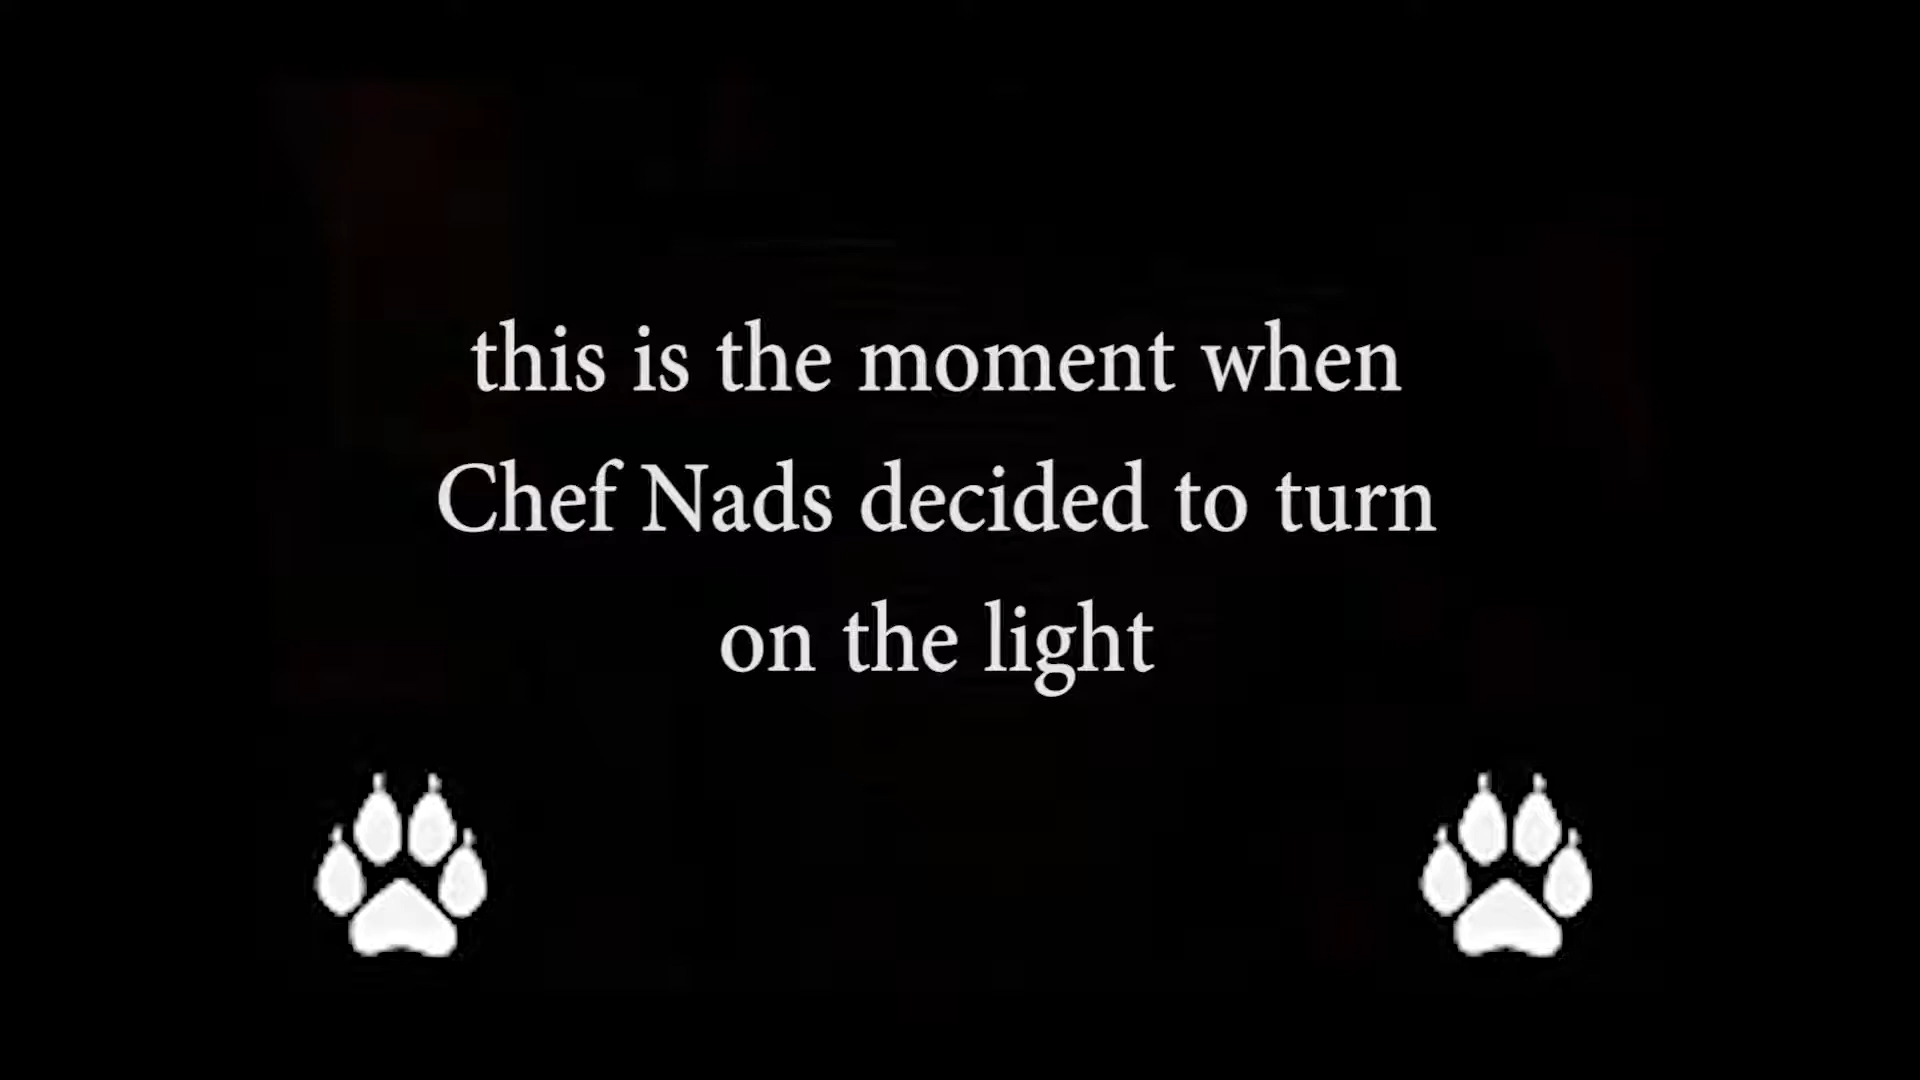 this is the moment when
Chef Nads decided to turn
on the light